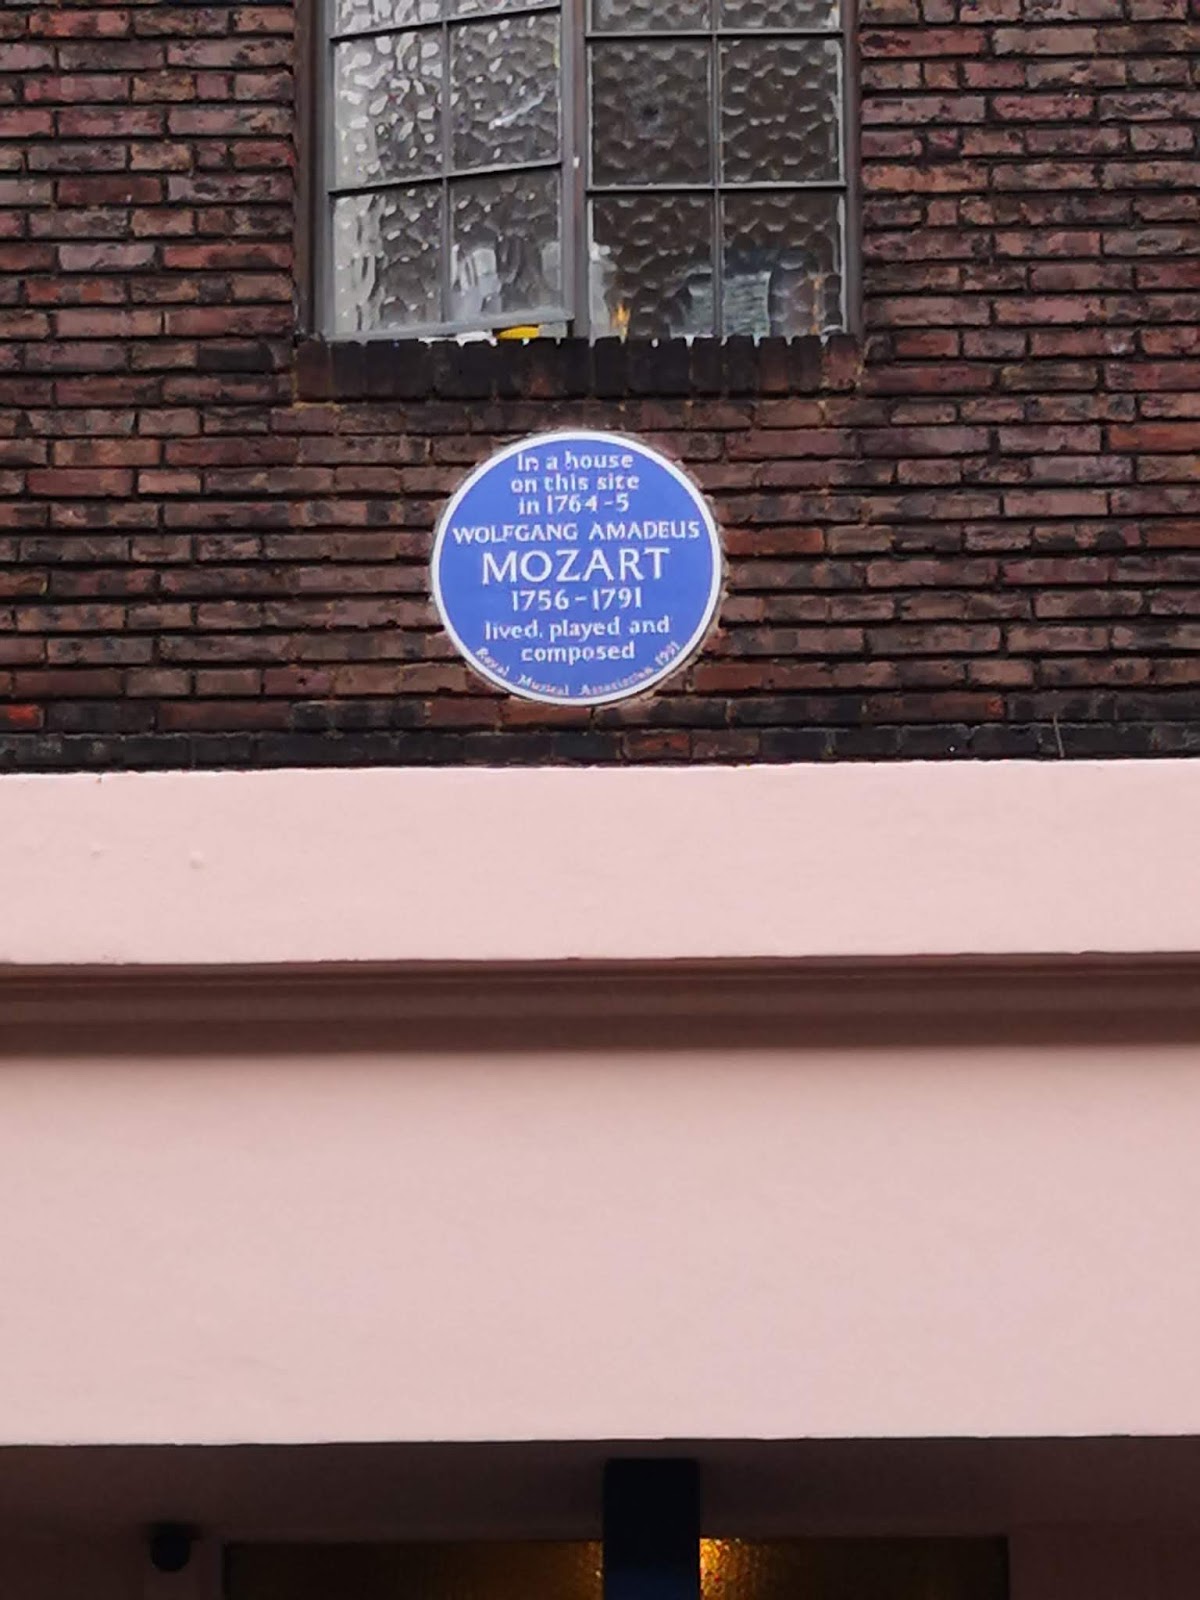 In a house
on this site
in 1764-5
WOLFGANG AMADEUS
MOZART
1756-1791
lived, played and
composed
Royal Musical Association 1991